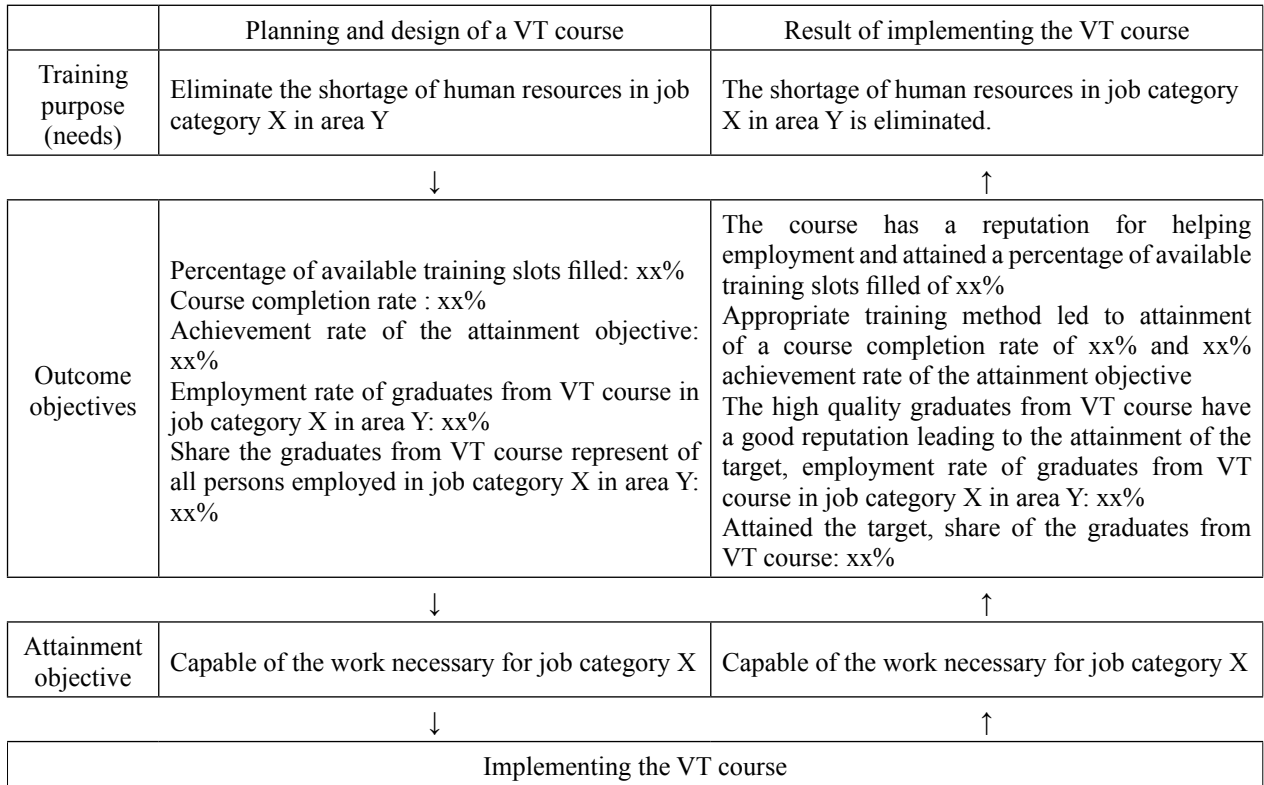 Planning and design of a VT course
Result of implementing the VT course
Training
purpose
(needs)
Eliminate the shortage of human resources in job
category X in area Y
The shortage of human resources in job category
X in area Y is eliminated.
↓
↑
Outcome
objectives
Percentage of available training slots filled: xx%
Course completion rate : xx%
Achievement rate of the attainment objective:
xx%
Employment rate of graduates from VT course in
job category X in area Y: xx%
Share the graduates from VT course represent of
all persons employed in job category X in area Y:
xx%
The course has a reputation for helping
employment and attained a percentage of available
training slots filled of xx%
Appropriate training method led to attainment
of a course completion rate of xx% and xx%
achievement rate of the attainment objective
The high quality graduates from VT course have
a good reputation leading to the attainment of the
target, employment rate of graduates from VT
course in job category X in area Y: xx%
Attained the target, share of the graduates from
VT course: xx%
↓
↑
Attainment
objective
Capable of the work necessary for job category X
Capable of the work necessary for job category X
↓
↑
Implementing the VT course